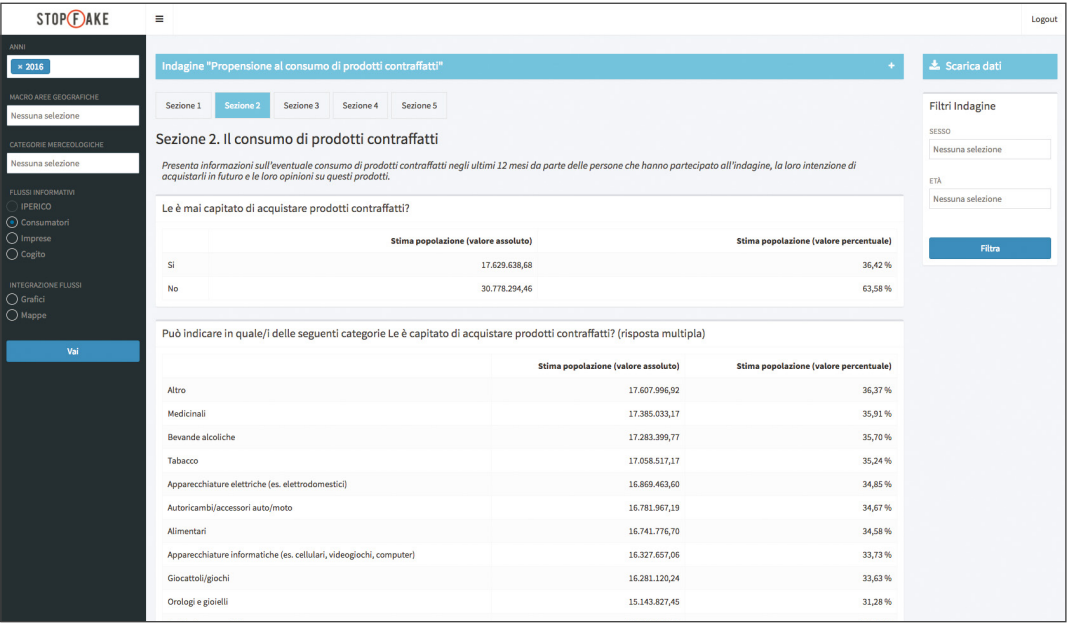 STOPFAKE
Logout
ANNI
× 2016
MACRO AREE GEOGRAFICHE
Nessuna selezione
CATEGORIE MERCEOLOGICHE
Nessuna selezione
FLUSSI INFORMATIVI
IPERICO
Consumatori
Imprese
Cogito
INTEGRAZIONE FLUSSI
Grafici
Mappe
Vai
Indagine "Propensione al consumo di prodotti contraffatti" +
Sezione 1 Sezione 2 Sezione 3 Sezione 4 Sezione 5
Sezione 2. Il consumo di prodotti contraffatti
Presenta informazioni sull'eventuale consumo di prodotti contraffatti negli ultimi 12 mesi da parte delle persone che hanno partecipato all'indagine, la loro intenzione di
acquistarli in futuro e le loro opinioni su questi prodotti.
Le è mai capitato di acquistare prodotti contraffatti?
Stima popolazione (valore assoluto) Stima popolazione (valore percentuale)
Si 17.629.638,68 36,42 %
No 30.778.294,46 63,58 %
Può indicare in quale/i delle seguenti categorie Le è capitato di acquistare prodotti contraffatti? (risposta multipla)
Stima popolazione (valore assoluto) Stima popolazione (valore percentuale)
Altro 17.607.996,92 36,37 %
Medicinali 17.385.033,17 35,91 %
Bevande alcoliche 17.283.399,77 35,70 %
Tabacco 17.058.517,17 35,24 %
Apparecchiature elettriche (es. elettrodomestici) 16.869.463,60 34,85 %
Autoricambi/accessori auto/moto 16.781.967,19 34,67 %
Alimentari 16.741.776,70 34,58 %
Apparecchiature informatiche (es. cellulari, videogiochi, computer) 16.327.657,06 33,73 %
Giocattoli/giochi 16.281.120,24 33,63 %
Orologi e gioielli 15.143.827,45 31,28 %
Scarica dati
Filtri Indagine
SESSO
Nessuna selezione
ETÀ
Nessuna selezione
Filtra